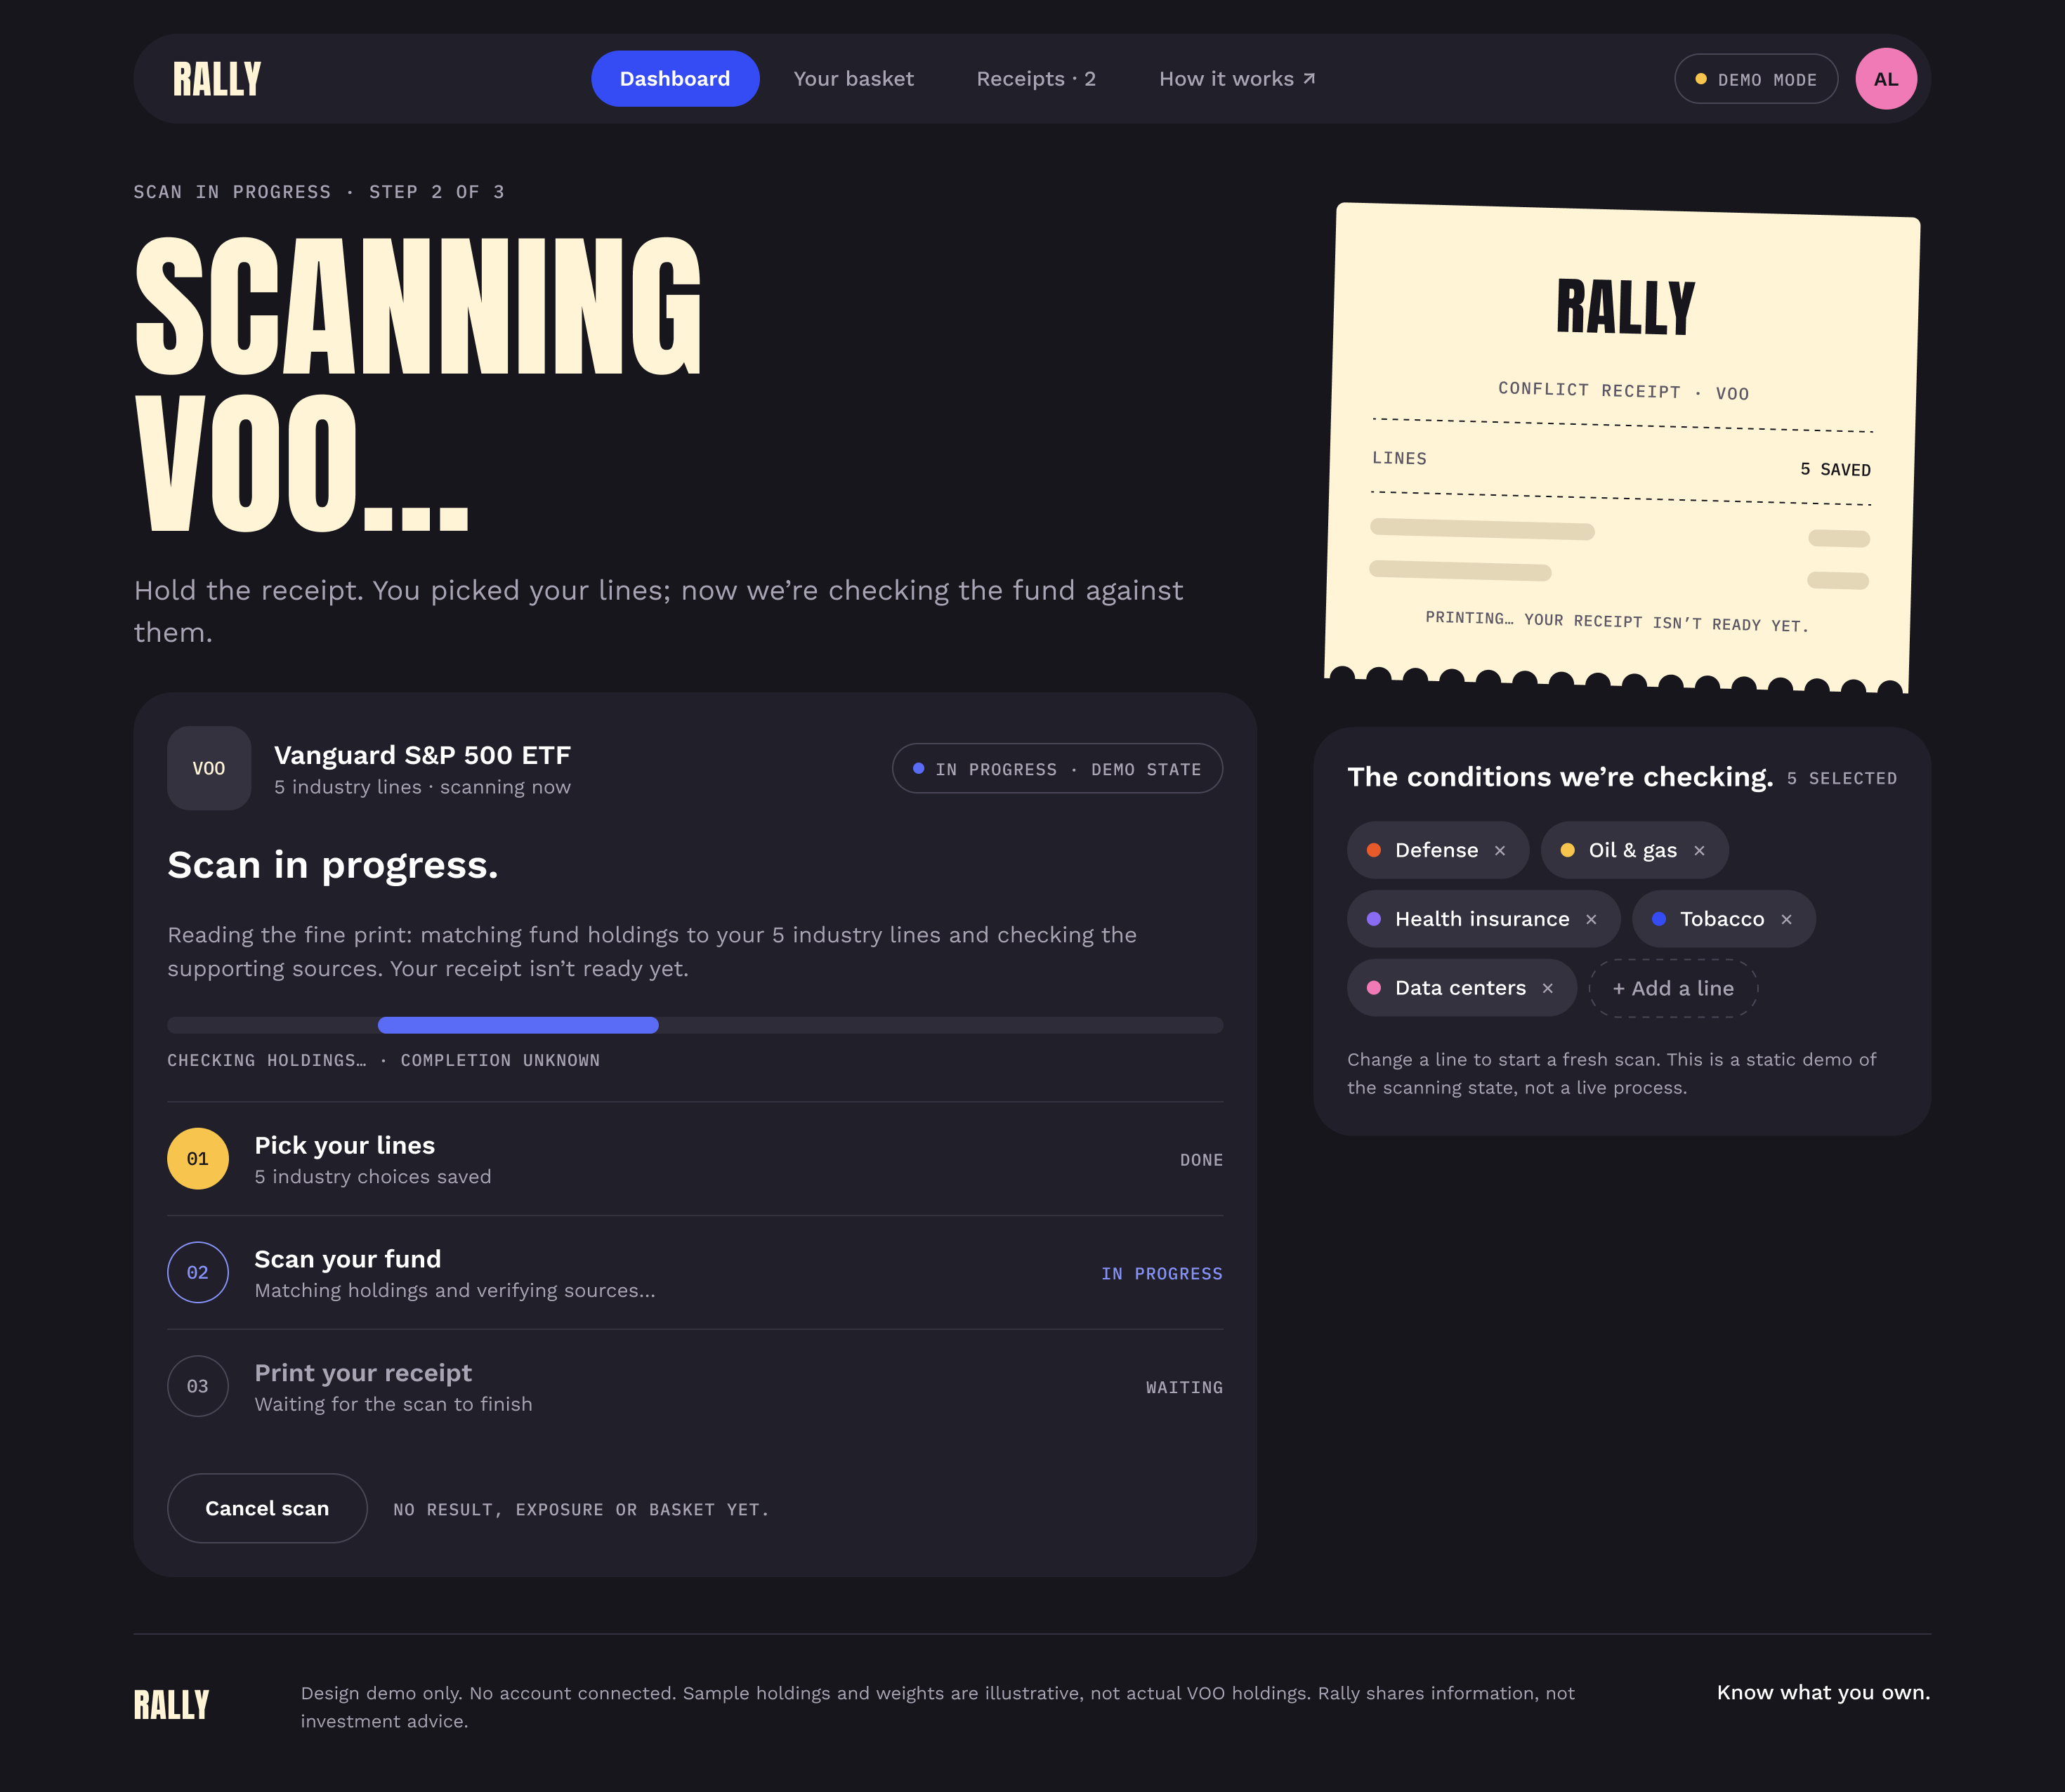 RALLY
Dashboard
Your basket
Receipts · 2
How it works ↗
DEMO MODE
AL
SCAN IN PROGRESS · STEP 2 OF 3
SCANNING
VOO...
Hold the receipt. You picked your lines; now we’re checking the fund against
them.
RALLY
CONFLICT RECEIPT · VOO
LINES
5 SAVED
PRINTING… YOUR RECEIPT ISN’T READY YET.
VOO
Vanguard S&P 500 ETF
5 industry lines · scanning now
IN PROGRESS · DEMO STATE
Scan in progress.
Reading the fine print: matching fund holdings to your 5 industry lines and checking the
supporting sources. Your receipt isn’t ready yet.
CHECKING HOLDINGS… · COMPLETION UNKNOWN
01
Pick your lines
5 industry choices saved
DONE
02
Scan your fund
Matching holdings and verifying sources…
IN PROGRESS
03
Print your receipt
Waiting for the scan to finish
WAITING
Cancel scan
NO RESULT, EXPOSURE OR BASKET YET.
The conditions we’re checking.
5 SELECTED
Defense ×
Oil & gas ×
Health insurance ×
Tobacco ×
Data centers ×
+ Add a line
Change a line to start a fresh scan. This is a static demo of
the scanning state, not a live process.
RALLY
Design demo only. No account connected. Sample holdings and weights are illustrative, not actual VOO holdings. Rally shares information, not
investment advice.
Know what you own.